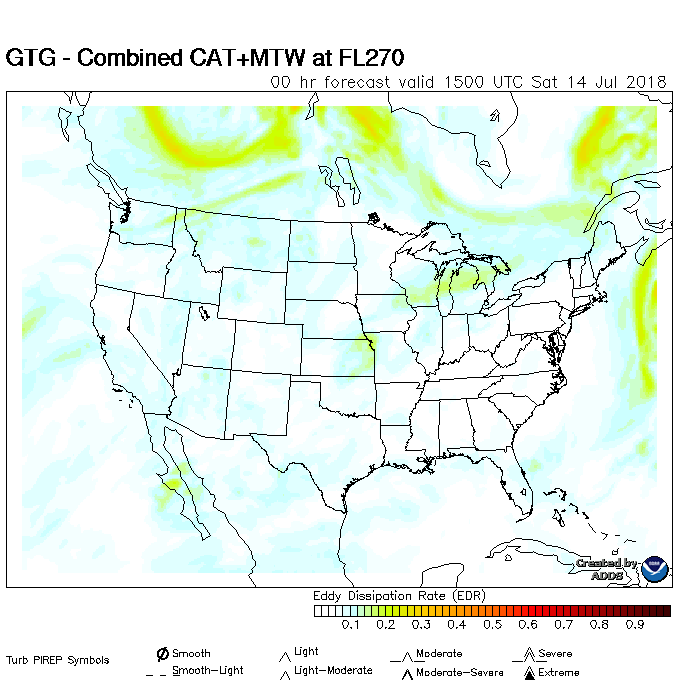 GTG - Combined CAT+MTW at FL270
00 hr forecast valid 1500 UTC Sat 14 Jul 2018
Created by
ADDS
Eddy Dissipation Rate (EDR)
0.1 0.2 0.3 0.4 0.5 0.6 0.7 0.8 0.9
Turb PIREP Symbols
Smooth Light Moderate Severe
Smooth-Light Light-Moderate Moderate-Severe Extreme